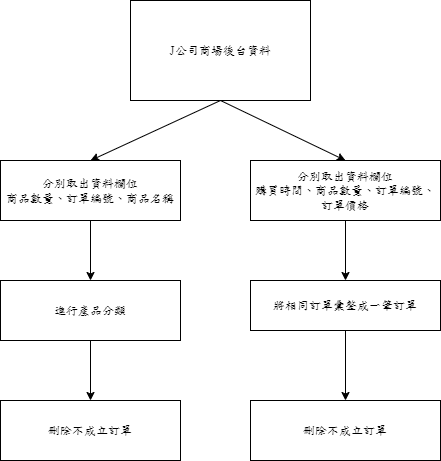 J公司商場後台資料
分別取出資料欄位
商品數量、訂單編號、商品名稱
分別取出資料欄位
購買時間、商品數量、訂單編號、
訂單價格
進行產品分類
將相同訂單彙整成一筆訂單
刪除不成立訂單
刪除不成立訂單